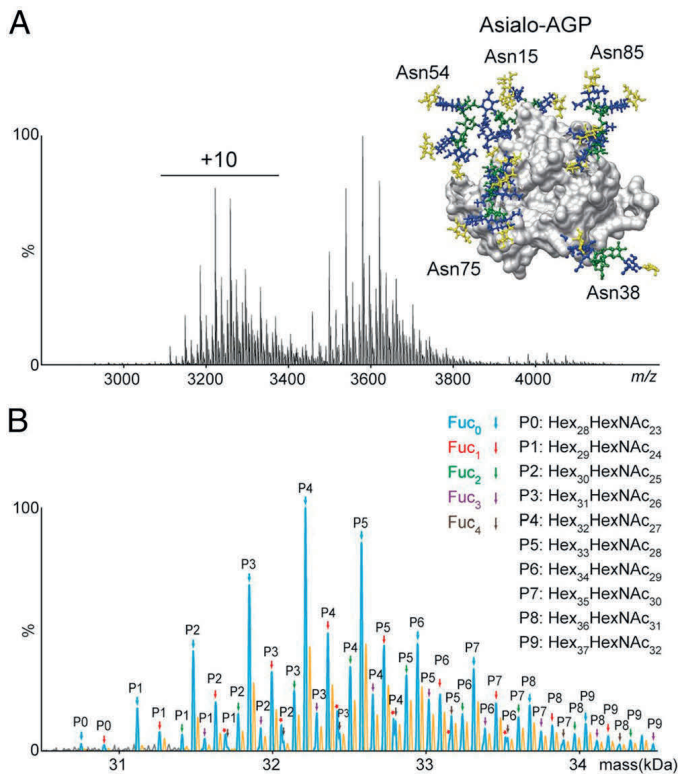 A
Asialo-AGP
Asn54 Asn15 Asn85
100
+10
%
Asn75 Asn38
0
3000 3200 3400 3600 3800 4000 m/z
B
Fuc0 P0: Hex28HexNAc23
Fuc1 P1: Hex29HexNAc24
Fuc2 P2: Hex30HexNAc25
Fuc3 P3: Hex31HexNAc26
Fuc4 P4: Hex32HexNAc27
P5: Hex33HexNAc28
P6: Hex34HexNAc29
P7: Hex35HexNAc30
P8: Hex36HexNAc31
P9: Hex37HexNAc32
100
%
P0 P0 P1 P1 P1 P1 P1
P2 P2 P2 P2 P2
P3 P3 P3 P3 P3
P4 P4 P4 P4
P5 P5 P5 P5 P5
P6 P6 P6 P6 P6
P7 P7 P7 P7 P7
P8 P8 P8 P8 P8
P9 P9 P9 P9
0
31 32 33 34 mass(kDa)